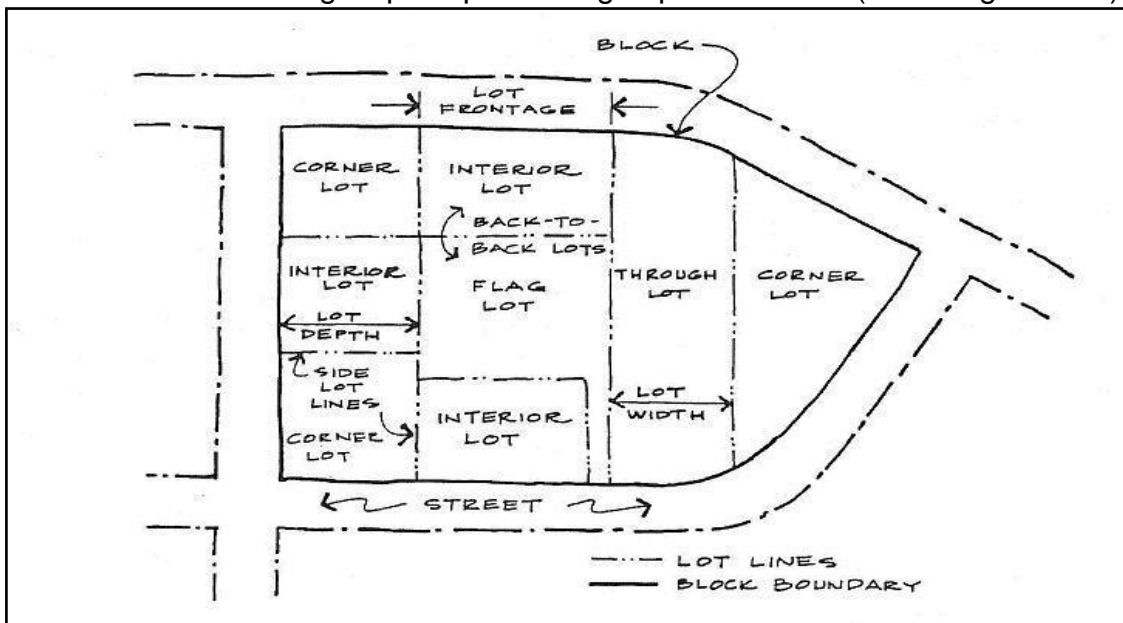 BLOCK
LOT
FRONTAGE
CORNER
LOT
INTERIOR
LOT
BACK-TO-
BACK LOTS
INTERIOR
LOT
FLAG
LOT
THROUGH
LOT
CORNER
LOT
LOT
DEPTH
SIDE
LOT
LINES
LOT
WIDTH
INTERIOR
LOT
CORNER
LOT
STREET
LOT LINES
BLOCK BOUNDARY